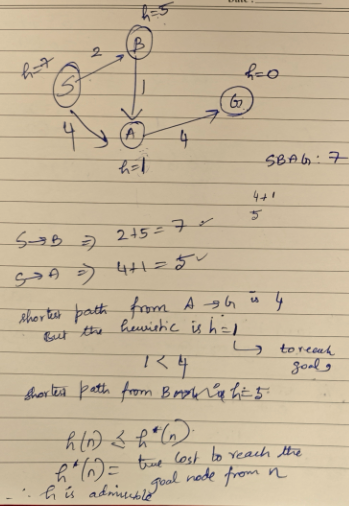 h=5
B
2
h=7
S
1
h=0
G
4
A
4
h=1
SBAG : 7
4+1
5
S→B ⇒ 2+5 = 7 ✓
S→A ⇒ 4+1 = 5 ✓
shortest path from A → G is 4
But the heuristic is h=1
↳ to reach
goal
1 < 4
shortest path from B h=5.
h(n) ≤ h*(n).
h*(n) = true cost to reach the
goal node from n
∴ h is admissible